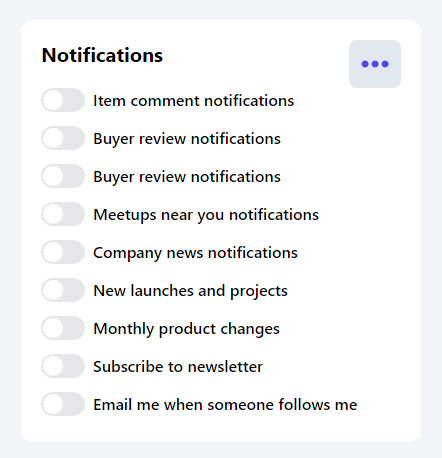 Notifications
Item comment notifications
Buyer review notifications
Buyer review notifications
Meetups near you notifications
Company news notifications
New launches and projects
Monthly product changes
Subscribe to newsletter
Email me when someone follows me